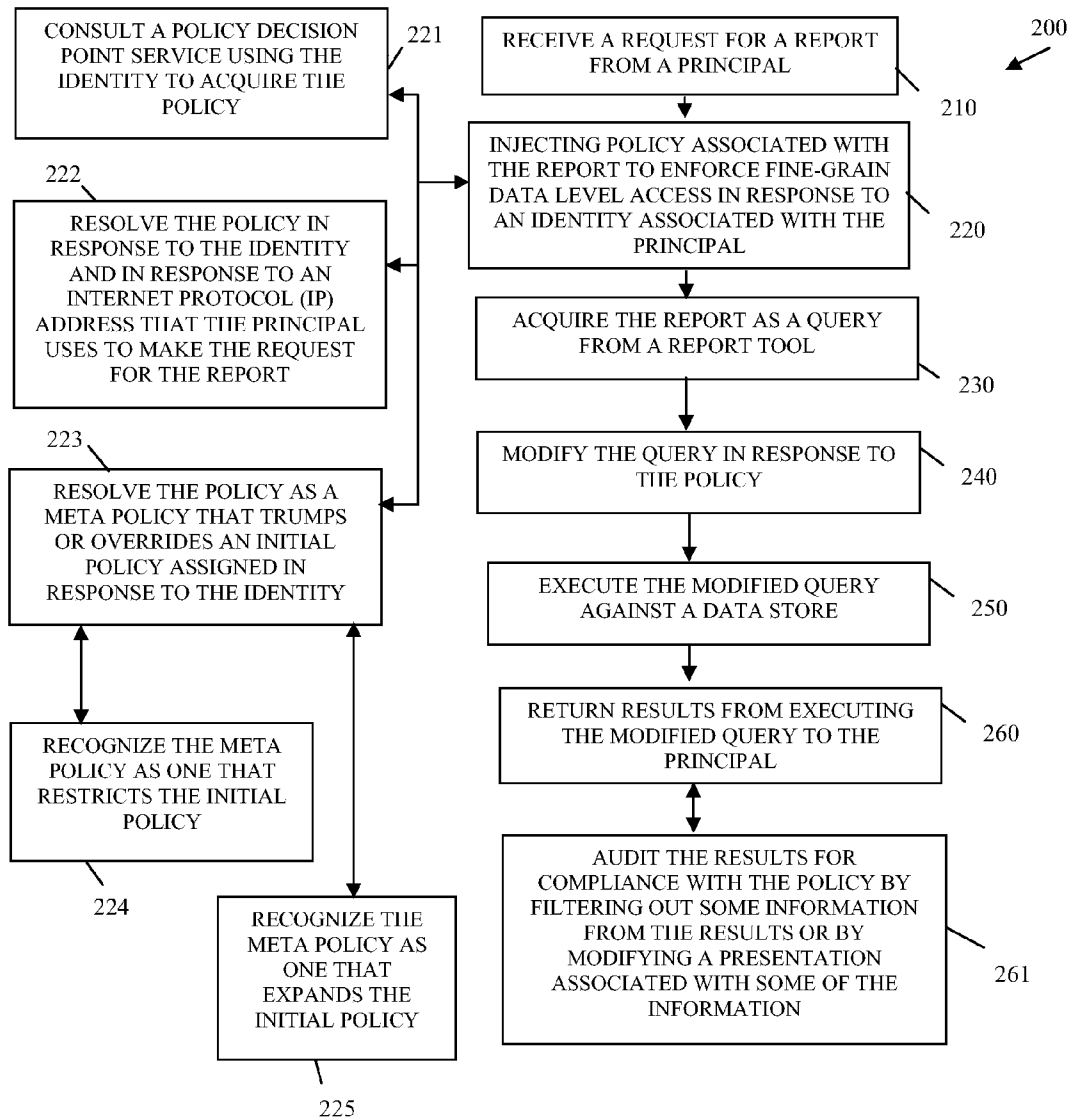 200
RECEIVE A REQUEST FOR A REPORT
FROM A PRINCIPAL
210
INJECTING POLICY ASSOCIATED WITH
THE REPORT TO ENFORCE FINE-GRAIN
DATA LEVEL ACCESS IN RESPONSE TO
AN IDENTITY ASSOCIATED WITH THE
PRINCIPAL
220
CONSULT A POLICY DECISION
POINT SERVICE USING THE
IDENTITY TO ACQUIRE THE
POLICY
221
222
RESOLVE THE POLICY IN
RESPONSE TO THE IDENTITY
AND IN RESPONSE TO AN
INTERNET PROTOCOL (IP)
ADDRESS THAT THE PRINCIPAL
USES TO MAKE THE REQUEST
FOR THE REPORT
223
RESOLVE THE POLICY AS A
META POLICY THAT TRUMPS
OR OVERRIDES AN INITIAL
POLICY ASSIGNED IN
RESPONSE TO THE IDENTITY
RECOGNIZE THE META
POLICY AS ONE THAT
RESTRICTS THE INITIAL
POLICY
224
RECOGNIZE THE
META POLICY AS
ONE THAT
EXPANDS THE
INITIAL POLICY
225
ACQUIRE THE REPORT AS A QUERY
FROM A REPORT TOOL
230
MODIFY THE QUERY IN RESPONSE TO
THE POLICY
240
EXECUTE THE MODIFIED QUERY
AGAINST A DATA STORE
250
RETURN RESULTS FROM EXECUTING
THE MODIFIED QUERY TO THE
PRINCIPAL
260
AUDIT THE RESULTS FOR
COMPLIANCE WITH THE POLICY BY
FILTERING OUT SOME INFORMATION
FROM THE RESULTS OR BY
MODIFYING A PRESENTATION
ASSOCIATED WITH SOME OF THE
INFORMATION
261